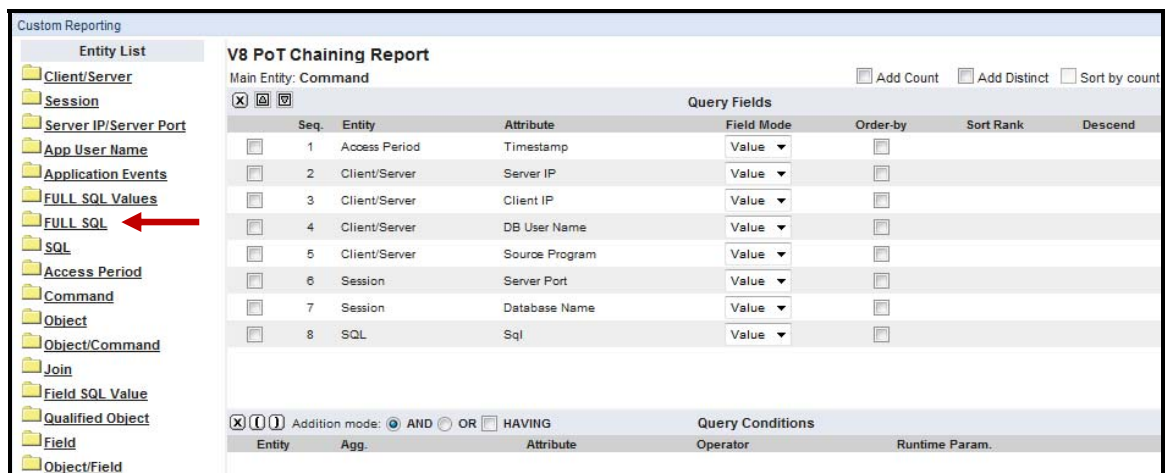 Custom Reporting
Entity List
Client/Server
Session
Server IP/Server Port
App User Name
Application Events
FULL SQL Values
FULL SQL
SQL
Access Period
Command
Object
Object/Command
Join
Field SQL Value
Qualified Object
Field
Object/Field
V8 PoT Chaining Report
Main Entity: Command Add Count Add Distinct Sort by count
Query Fields
Seq. Entity Attribute Field Mode Order-by Sort Rank Descend
1 Access Period Timestamp Value
2 Client/Server Server IP Value
3 Client/Server Client IP Value
4 Client/Server DB User Name Value
5 Client/Server Source Program Value
6 Session Server Port Value
7 Session Database Name Value
8 SQL Sql Value
Addition mode: AND OR HAVING Query Conditions
Entity Agg. Attribute Operator Runtime Param.